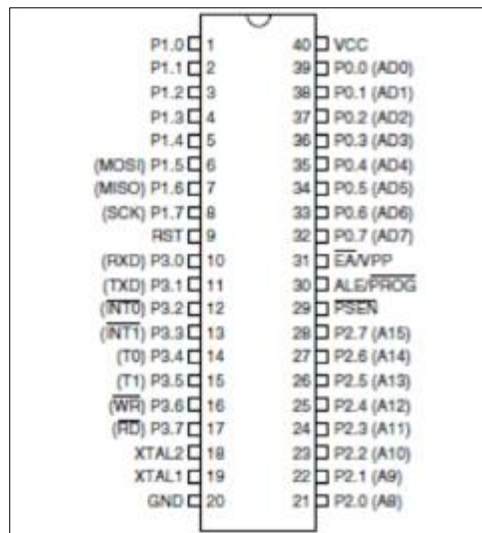 P1.0 1 40 VCC
P1.1 2 39 P0.0 (AD0)
P1.2 3 38 P0.1 (AD1)
P1.3 4 37 P0.2 (AD2)
P1.4 5 36 P0.3 (AD3)
(MOSI) P1.5 6 35 P0.4 (AD4)
(MISO) P1.6 7 34 P0.5 (AD5)
(SCK) P1.7 8 33 P0.6 (AD6)
RST 9 32 P0.7 (AD7)
(RXD) P3.0 10 31 E̅A̅/VPP
(TXD) P3.1 11 30 ALE/P̅R̅O̅G̅
(I̅N̅T̅0̅) P3.2 12 29 P̅S̅E̅N̅
(I̅N̅T̅1̅) P3.3 13 28 P2.7 (A15)
(T0) P3.4 14 27 P2.6 (A14)
(T1) P3.5 15 26 P2.5 (A13)
(W̅R̅) P3.6 16 25 P2.4 (A12)
(R̅D̅) P3.7 17 24 P2.3 (A11)
XTAL2 18 23 P2.2 (A10)
XTAL1 19 22 P2.1 (A9)
GND 20 21 P2.0 (A8)